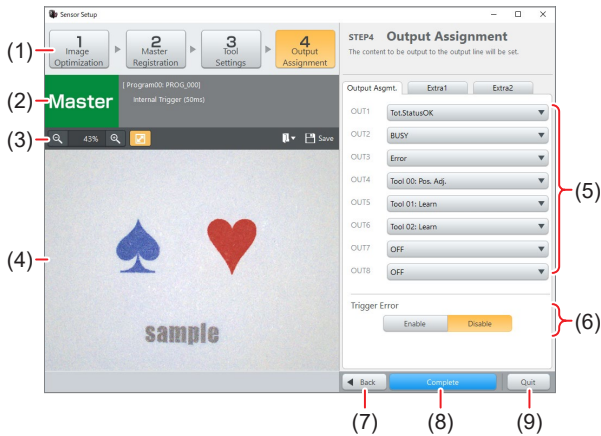 Sensor Setup
1
Image
Optimization
2
Master
Registration
3
Tool
Settings
4
Output
Assignment
STEP4 Output Assignment
The content to be output to the output line will be set.
(1)
Master
[ Program00: PROG_000]
Internal Trigger (50ms)
(2)
(3)
43%
Save
(4)
sample
Output Asgmt.
Extra1
Extra2
OUT1 Tot.StatusOK
OUT2 BUSY
OUT3 Error
OUT4 Tool 00: Pos. Adj.
OUT5 Tool 01: Learn
OUT6 Tool 02: Learn
OUT7 OFF
OUT8 OFF
(5)
Trigger Error
Enable Disable
(6)
Back
Complete
Quit
(7)
(8)
(9)